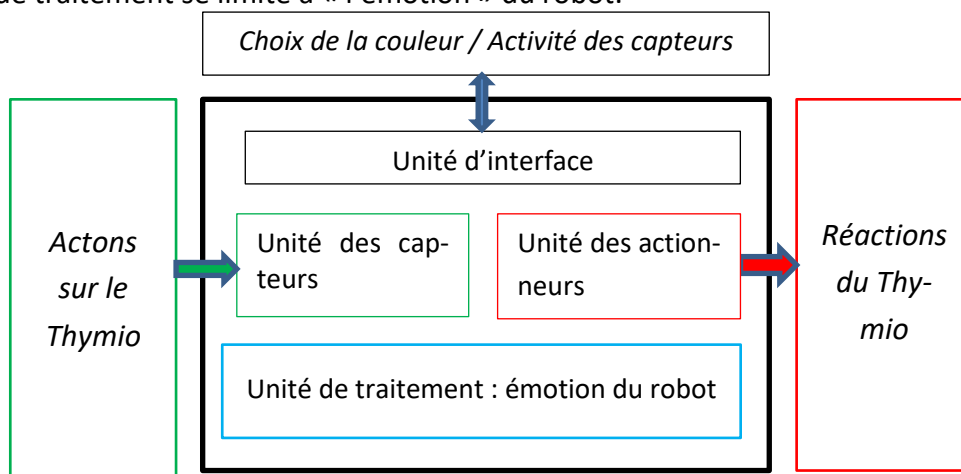 de traitement se limite à « l'émotion » du robot.
Choix de la couleur / Activité des capteurs
Unité d'interface
Actons
sur le
Thymio
Unité des cap-
teurs
Unité des action-
neurs
Réactions
du Thy-
mio
Unité de traitement : émotion du robot